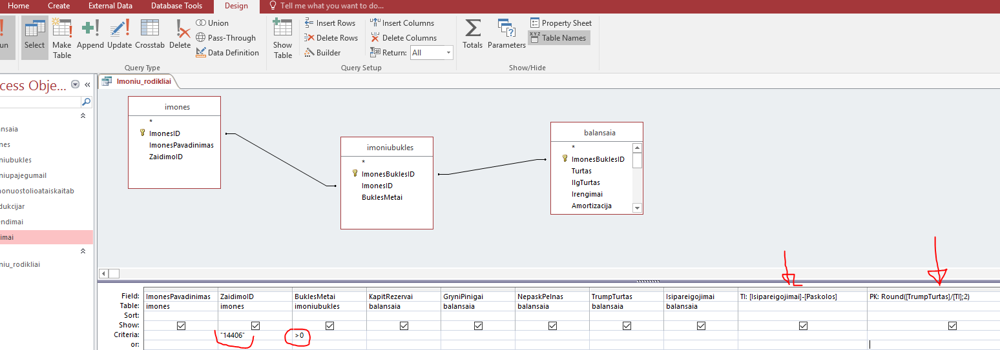 Home Create External Data Database Tools Design Tell me what you want to do...
un Select Make Table Append Update Crosstab Delete Union Pass-Through Data Definition Show Table Insert Rows Delete Rows Builder Insert Columns Delete Columns Return: All Totals Parameters Property Sheet Table Names
Query Type Query Setup Show/Hide
cess Obje... «
Imoniu_rodikliai
nsaia
nes
niubukles
niupajegumail
nonuostolioataiskaitab
dukcijar
endimai
imai
niu_rodikliai
imones
*
ImonesID
ImonesPavadinimas
ZaidimoID
imoniubukles
*
ImonesBuklesID
ImonesID
BuklesMetai
balansaia
*
ImonesBuklesID
Turtas
IlgTurtas
Irengimai
Amortizacija
Field: ImonesPavadinimas ZaidimoID BuklesMetai KapitRezervai GryniPinigai NepaskPelnas TrumpTurtas Isipareigojimai TI: [Isipareigojimai]-[Paskolos] PK: Round([TrumpTurtas]/[TI];2)
Table: imones imones imoniubukles balansaia balansaia balansaia balansaia balansaia
Sort:
Show:
Criteria: "14406" >0
or: